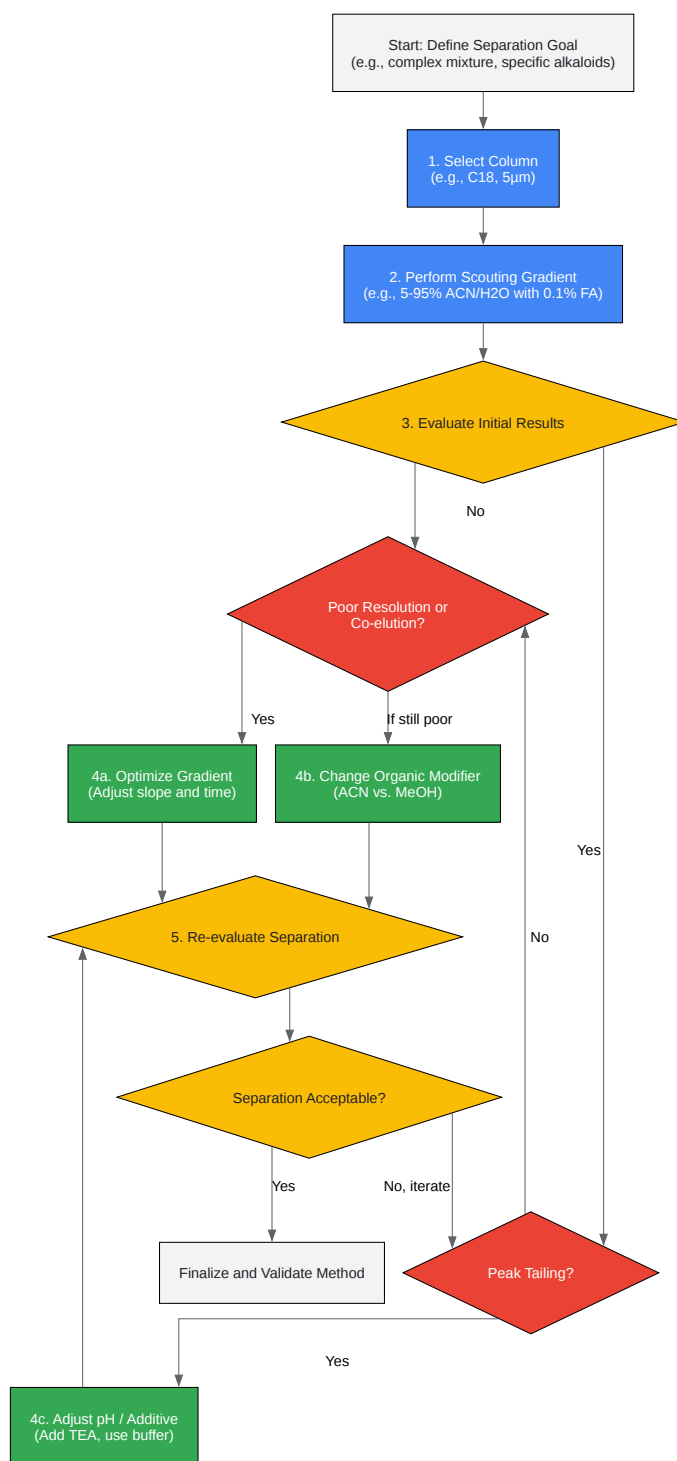 Start: Define Separation Goal
(e.g., complex mixture, specific alkaloids)
1. Select Column
(e.g., C18, 5µm)
2. Perform Scouting Gradient
(e.g., 5-95% ACN/H2O with 0.1% FA)
3. Evaluate Initial Results
No
Poor Resolution or
Co-elution?
Yes
If still poor
4a. Optimize Gradient
(Adjust slope and time)
4b. Change Organic Modifier
(ACN vs. MeOH)
Yes
5. Re-evaluate Separation
No
Separation Acceptable?
Yes
No, iterate
Finalize and Validate Method
Peak Tailing?
Yes
4c. Adjust pH / Additive
(Add TEA, use buffer)